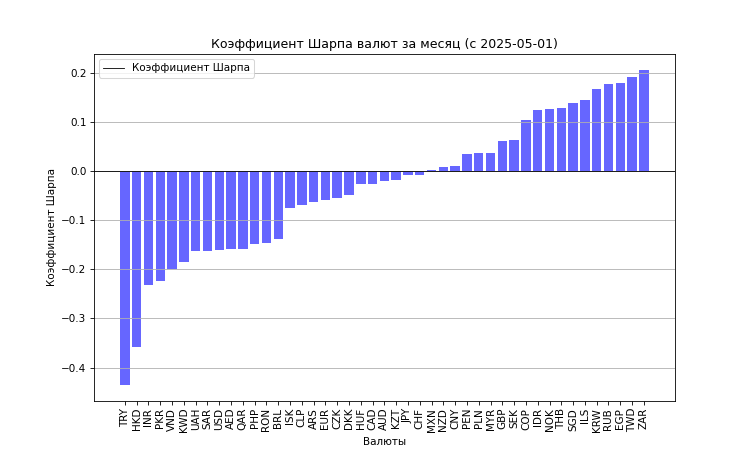 Коэффициент Шарпа валют за месяц (с 2025-05-01)
Коэффициент Шарпа
0.2
0.1
0.0
−0.1
−0.2
−0.3
−0.4
Коэффициент Шарпа
TRY HKD INR PKR VND KWD UAH SAR USD AED QAR PHP RON BRL ISK CLP ARS EUR CZK DKK HUF CAD AUD KZT JPY CHF MXN NZD CNY PEN PLN MYR GBP SEK COP IDR NOK THB SGD ILS KRW RUB EGP TWD ZAR
Валюты